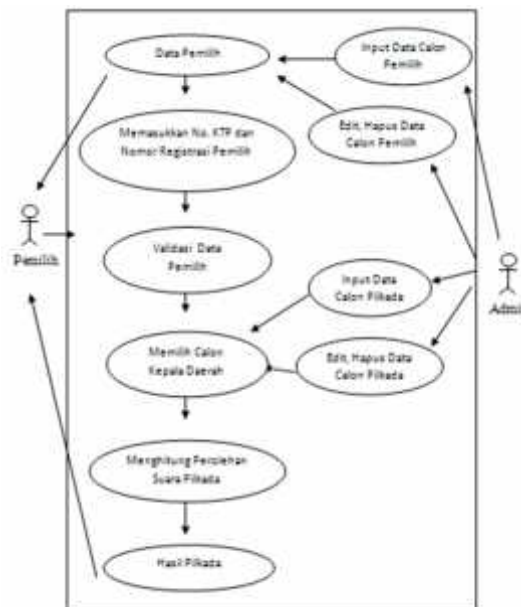 Data Pemilih
Input Data Calon
Pemilih
Memasukkan No. KTP dan
Nomor Registrasi Pemilih
Edit, Hapus Data
Calon Pemilih
Pemilih
Validasi Data
Pemilih
Input Data
Calon Pilkada
Admi
Memilih Calon
Kepala Daerah
Edit, Hapus Data
Calon Pilkada
Menghitung Perolehan
Suara Pilkada
Hasil Pilkada